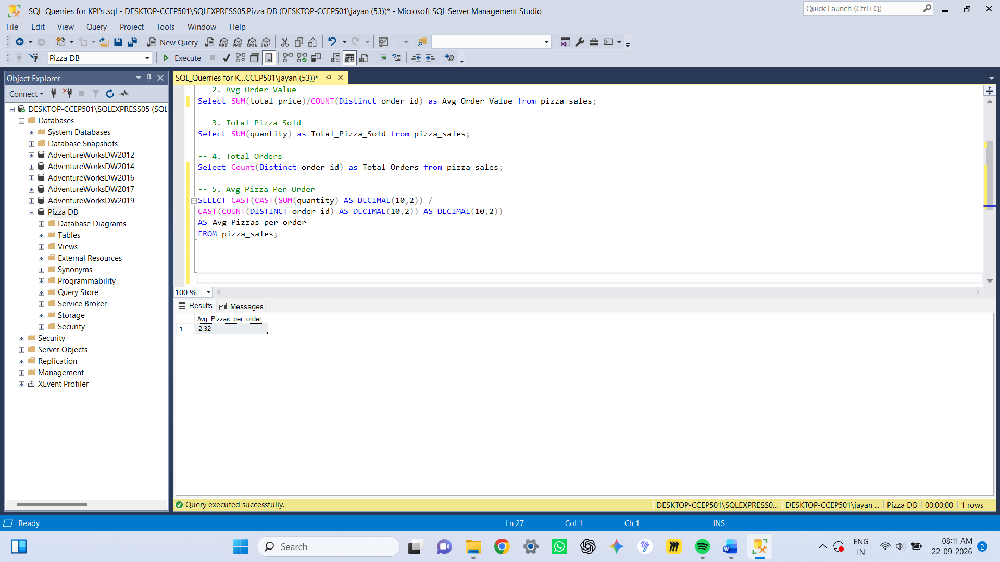 SQL_Querries for KPI's .sql - DESKTOP-CCEP501\SQLEXPRESS05.Pizza DB (DESKTOP-CCEP501\jayan (53))* - Microsoft SQL Server Management Studio
Quick Launch (Ctrl+Q)
File Edit View Query Project Tools Window Help
New Query MDX DMX XMLA DAX
Pizza DB Execute
Object Explorer
Connect
DESKTOP-CCEP501\SQLEXPRESS05 (SQL
Databases
System Databases
Database Snapshots
AdventureWorksDW2012
AdventureWorksDW2014
AdventureWorksDW2016
AdventureWorksDW2017
AdventureWorksDW2019
Pizza DB
Database Diagrams
Tables
Views
External Resources
Synonyms
Programmability
Query Store
Service Broker
Storage
Security
Security
Server Objects
Replication
Management
XEvent Profiler
SQL_Querries for K...CCEP501\jayan (53))*
-- 2. Avg Order Value
Select SUM(total_price)/COUNT(Distinct order_id) as Avg_Order_Value from pizza_sales;
-- 3. Total Pizza Sold
Select SUM(quantity) as Total_Pizza_Sold from pizza_sales;
-- 4. Total Orders
Select Count(Distinct order_id) as Total_Orders from pizza_sales;
-- 5. Avg Pizza Per Order
SELECT CAST(CAST(SUM(quantity) AS DECIMAL(10,2)) /
CAST(COUNT(DISTINCT order_id) AS DECIMAL(10,2)) AS DECIMAL(10,2))
AS Avg_Pizzas_per_order
FROM pizza_sales;
100 %
Results Messages
Avg_Pizzas_per_order
1 2.32
Query executed successfully.
DESKTOP-CCEP501\SQLEXPRESS0... DESKTOP-CCEP501\jayan ... Pizza DB 00:00:00 1 rows
Ready Ln 27 Col 1 Ch 1 INS
Search
ENG
IN
08:11 AM
22-09-2026
2